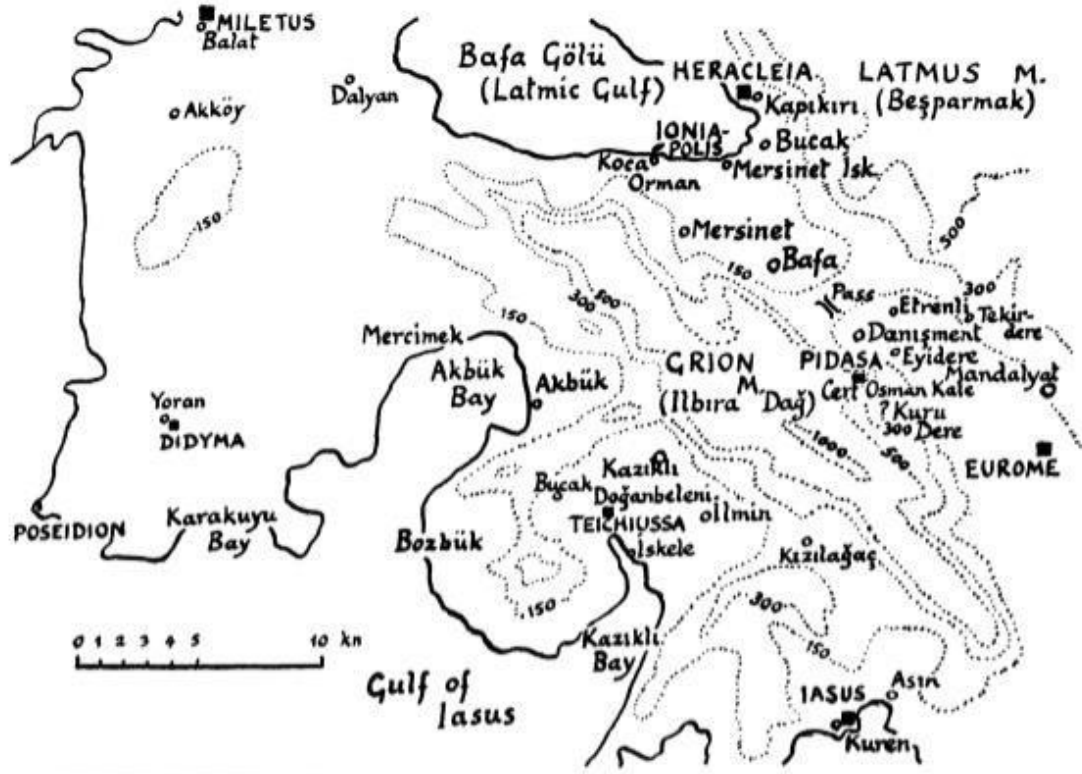 MILETUS
Balat
Akköy
Dalyan
Bafa Gölü
(Latmic Gulf)
HERACLEIA
Kapıkırı
LATMUS M.
(Beşparmak)
IONIA-
POLIS
Bucak
Koca
Orman
Mersinet Isk.
150
Mersinet
Bafa
150
500
Pass
300
Etrenli
Tekir-
dere
Danışment
Eyidere
Mandalyat
150
300
500
Mercimek
Akbük
Bay
Akbük
GRION
M.
(Ilbıra Dağ)
PIDASA
Cert Osman Kale
? Kuru
Dere
300
500
1000
EUROME
Yoran
DIDYMA
POSEIDION
Karakuyu
Bay
Bozbük
Kazıklı
Bucak
Doğanbeleni
TEICHIUSSA
Ilmin
Iskele
Kızılağaç
150
300
150
Kazıklı
Bay
0 1 2 3 4 5 10 kn
Gulf of
Iasus
IASUS
Asın
Kuren